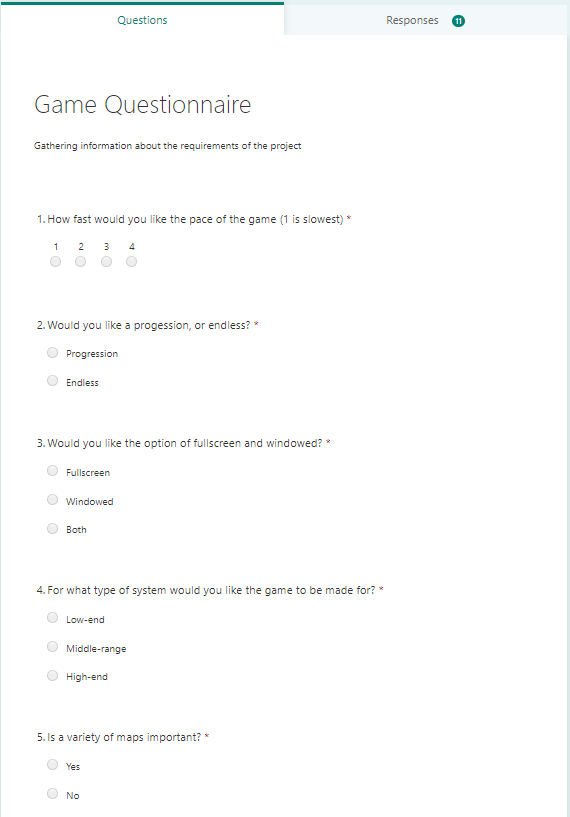 Questions
Responses 11
Game Questionnaire
Gathering information about the requirements of the project
1. How fast would you like the pace of the game (1 is slowest) *
1 2 3 4
2. Would you like a progession, or endless? *
Progression
Endless
3. Would you like the option of fullscreen and windowed? *
Fullscreen
Windowed
Both
4. For what type of system would you like the game to be made for? *
Low-end
Middle-range
High-end
5. Is a variety of maps important? *
Yes
No